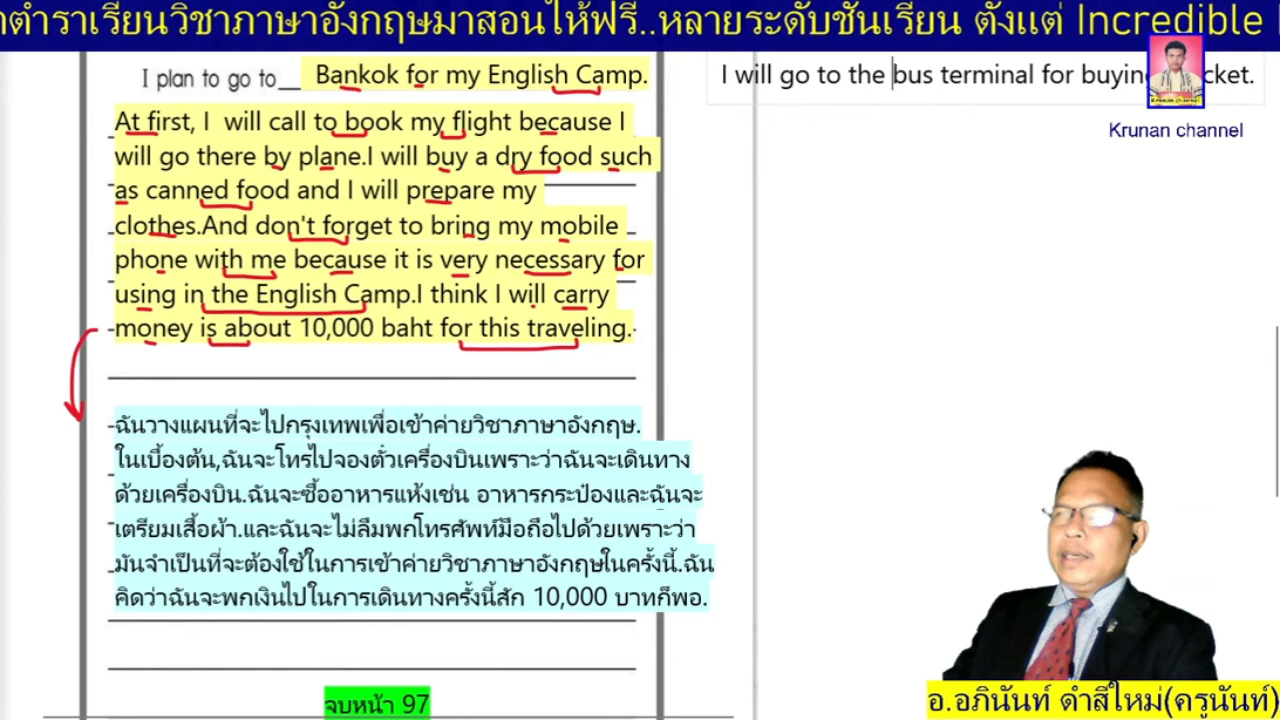 ตำราเรียนวิชาภาษาอังกฤษมาสอนให้ฟรี..หลายระดับชั้นเรียน ตั้งแต่ Incredible
I plan to go to__ Bankok for my English Camp.
At first, I will call to book my flight because I
will go there by plane.I will buy a dry food such
as canned food and I will prepare my
clothes.And don't forget to bring my mobile
phone with me because it is very necessary for
using in the English Camp.I think I will carry
money is about 10,000 baht for this traveling.
ฉันวางแผนที่จะไปกรุงเทพเพื่อเข้าค่ายวิชาภาษาอังกฤษ.
ในเบื้องต้น,ฉันจะโทรไปจองตั๋วเครื่องบินเพราะว่าฉันจะเดินทาง
ด้วยเครื่องบิน.ฉันจะซื้ออาหารแห้งเช่น อาหารกระป๋องและฉันจะ
เตรียมเสื้อผ้า.และฉันจะไม่ลืมพกโทรศัพท์มือถือไปด้วยเพราะว่า
มันจำเป็นที่จะต้องใช้ในการเข้าค่ายวิชาภาษาอังกฤษในครั้งนี้.ฉัน
คิดว่าฉันจะพกเงินไปในการเดินทางครั้งนี้สัก 10,000 บาทก็พอ.
จบหน้า 97
I will go to the bus terminal for buying
Krunan channel
อ.อภินันท์ ดำสีใหม่(ครูนันท์)